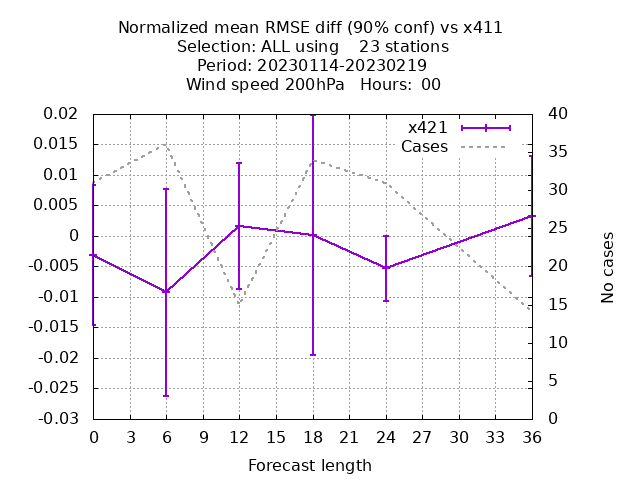 Normalized mean RMSE diff (90% conf) vs x411
Selection: ALL using    23 stations
Period: 20230114-20230219
Wind speed 200hPa   Hours:  00
x421
Cases
0.02
0.015
0.01
0.005
0
-0.005
-0.01
-0.015
-0.02
-0.025
-0.03
40
35
30
25
20
15
10
5
0
No cases
0 3 6 9 12 15 18 21 24 27 30 33 36
Forecast length